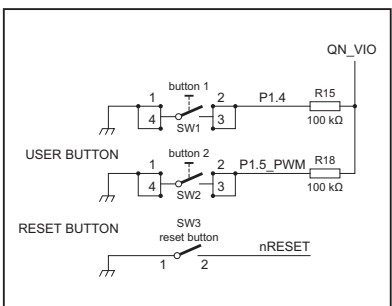 QN_VIO
button 1
1 2 P1.4 R15
4 3 100 kΩ
SW1
USER BUTTON
button 2
1 2 P1.5_PWM R18
4 3 100 kΩ
SW2
RESET BUTTON
SW3
reset button
nRESET
1 2